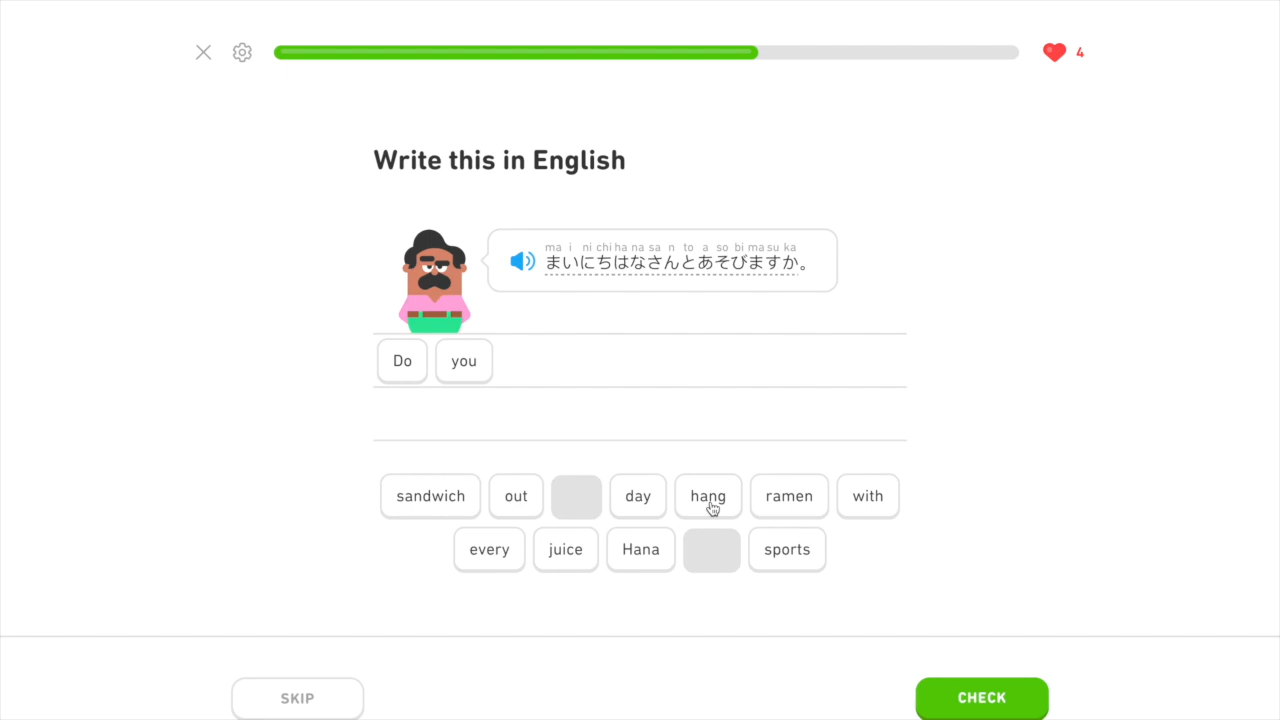 4
Write this in English
ma i ni chi ha na sa n to a so bi ma su ka
まいにちはなさんとあそびますか。
Do you
sandwich out day hang ramen with
every juice Hana sports
SKIP CHECK